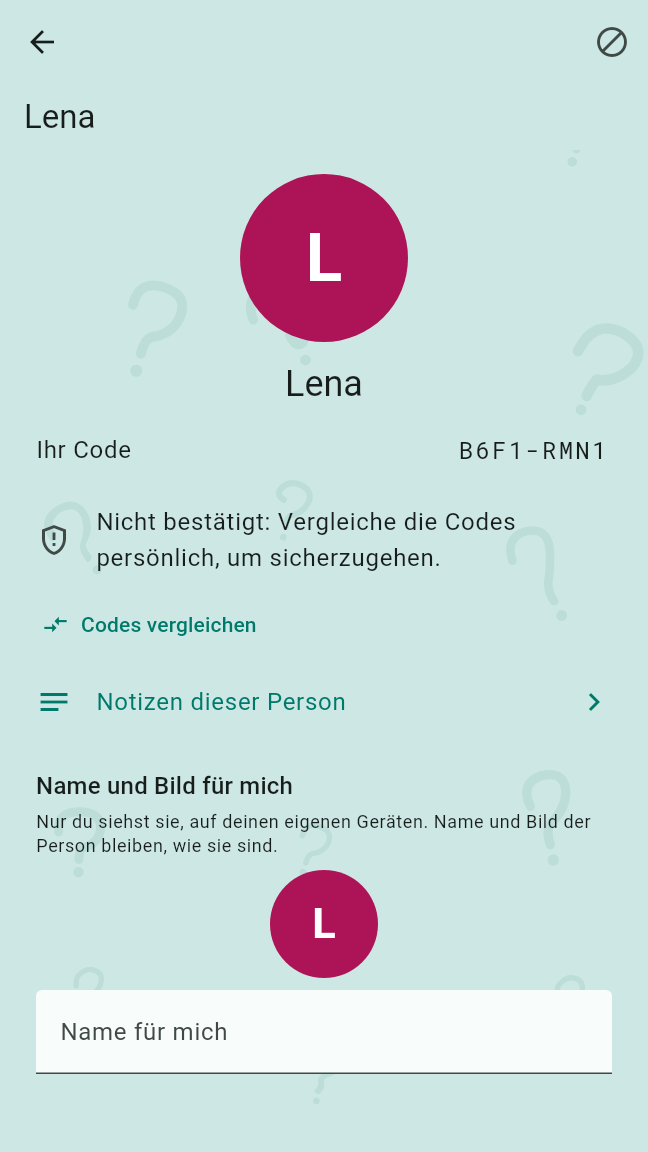 Lena
L
Lena
Ihr Code B6F1-RMN1
Nicht bestätigt: Vergleiche die Codes
persönlich, um sicherzugehen.
Codes vergleichen
Notizen dieser Person
Name und Bild für mich
Nur du siehst sie, auf deinen eigenen Geräten. Name und Bild der
Person bleiben, wie sie sind.
L
Name für mich